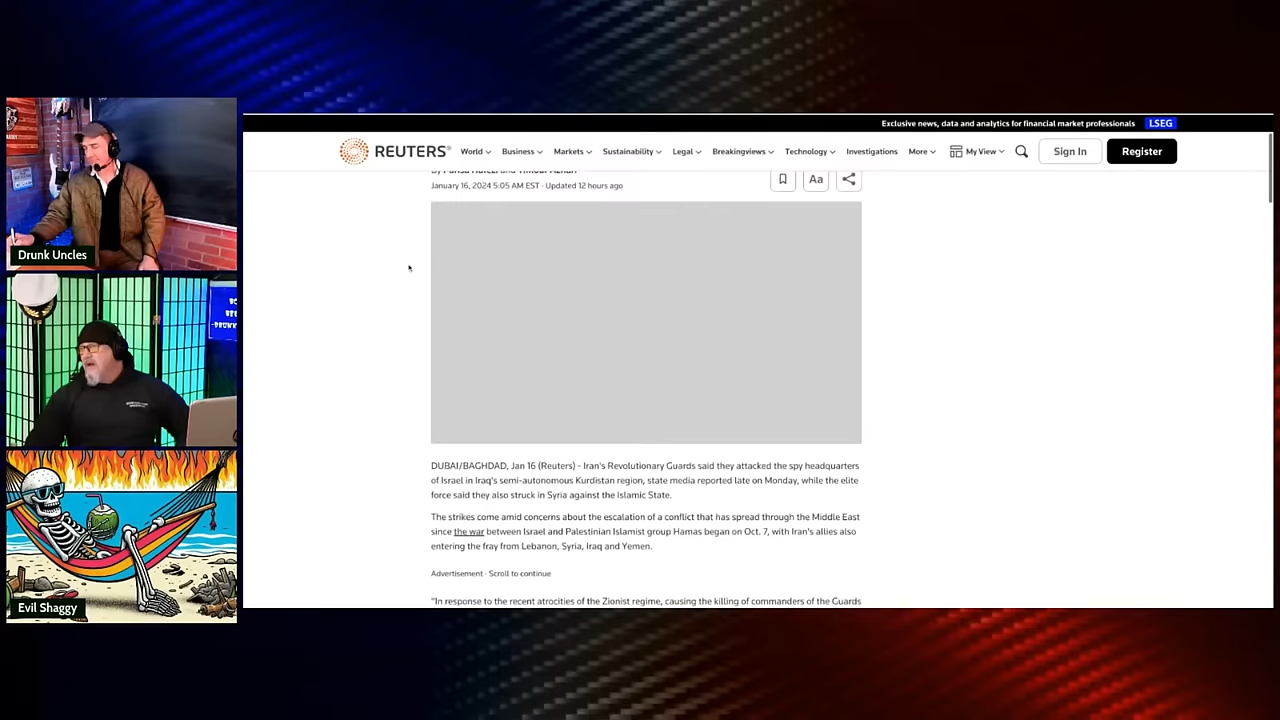 Exclusive news, data and analytics for financial market professionals LSEG
REUTERS®
World Business Markets Sustainability Legal Breakingviews Technology Investigations More My View Sign In Register
January 16, 2024 5:05 AM EST · Updated 12 hours ago
Aa
DUBAI/BAGHDAD, Jan 16 (Reuters) - Iran's Revolutionary Guards said they attacked the spy headquarters
of Israel in Iraq's semi-autonomous Kurdistan region, state media reported late on Monday, while the elite
force said they also struck in Syria against the Islamic State.
The strikes come amid concerns about the escalation of a conflict that has spread through the Middle East
since the war between Israel and Palestinian Islamist group Hamas began on Oct. 7, with Iran's allies also
entering the fray from Lebanon, Syria, Iraq and Yemen.
Advertisement · Scroll to continue
"In response to the recent atrocities of the Zionist regime, causing the killing of commanders of the Guards
Drunk Uncles
Evil Shaggy